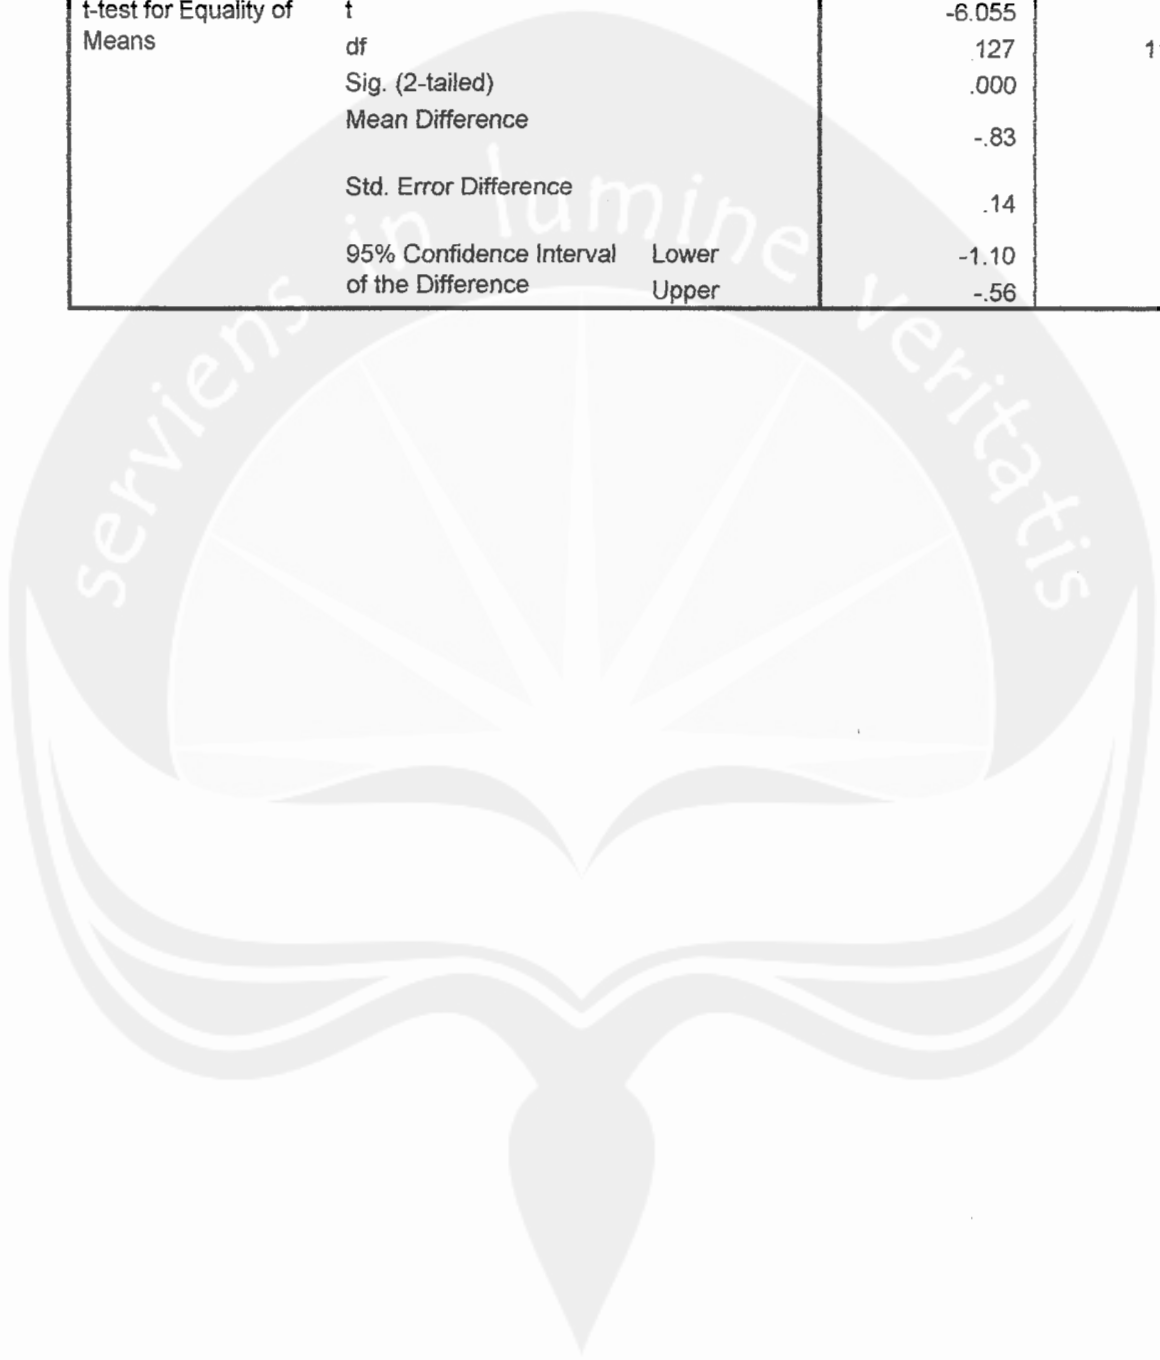 t-test for Equality of t -6.055
Means df 127
Sig. (2-tailed) .000
Mean Difference -.83
Std. Error Difference .14
95% Confidence Interval Lower -1.10
of the Difference Upper -.56
serviens in lumine veritatis